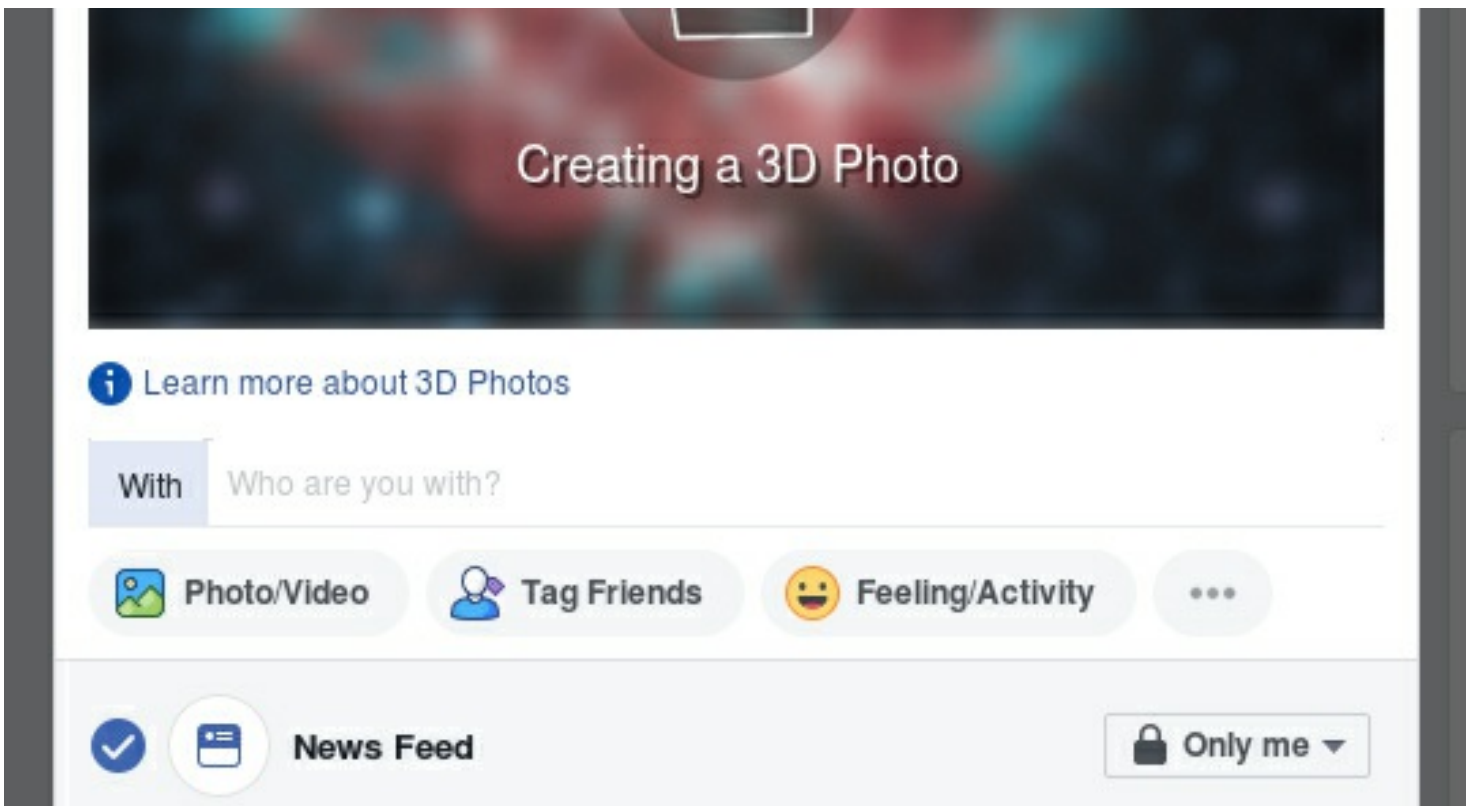 Creating a 3D Photo
Learn more about 3D Photos
With Who are you with?
Photo/Video Tag Friends Feeling/Activity
News Feed Only me